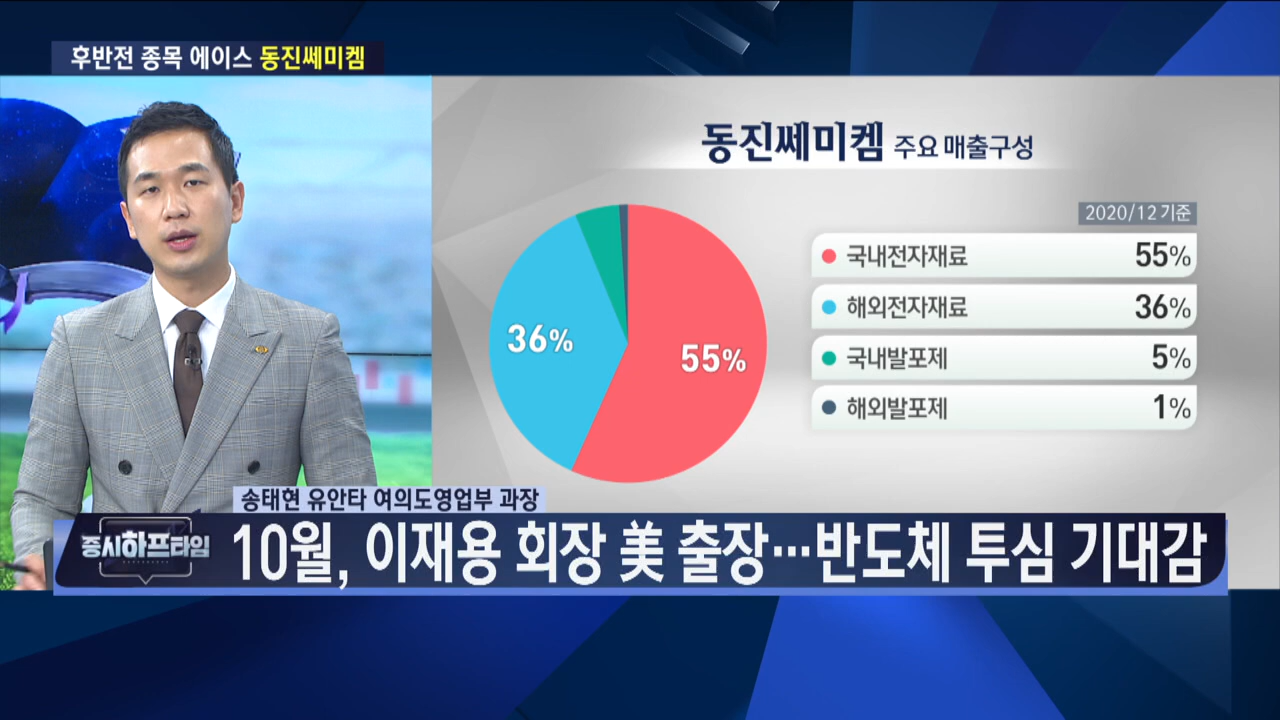 후반전 종목 에이스 동진쎄미켐
동진쎄미켐 주요 매출구성
2020/12 기준
국내전자재료 55%
해외전자재료 36%
국내발포제 5%
해외발포제 1%
36%
55%
송태현 유안타 여의도영업부 과장
증시하프타임
10월, 이재용 회장 美 출장…반도체 투심 기대감